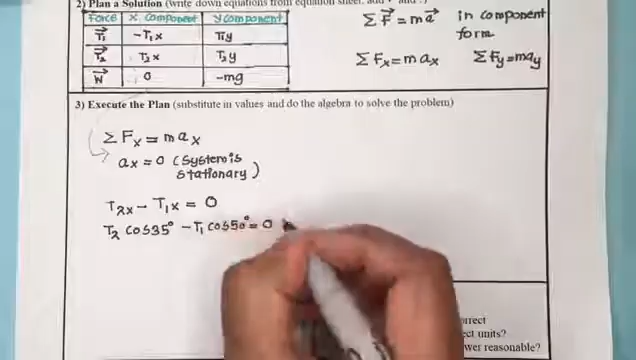 2) Plan a Solution (write down equations from equation sheet, add
Force X component Y component
T₁ -T₁x T₁y
T₂ T₂x T₂y
W 0 -mg
ΣF = ma in component
form
ΣFx = max ΣFy = may
3) Execute the Plan (substitute in values and do the algebra to solve the problem)
ΣFx = max
ax = 0 (System is
stationary)
T₂x - T₁x = 0
T₂ cos35° - T₁ cos50° = 0
units?
reasonable?